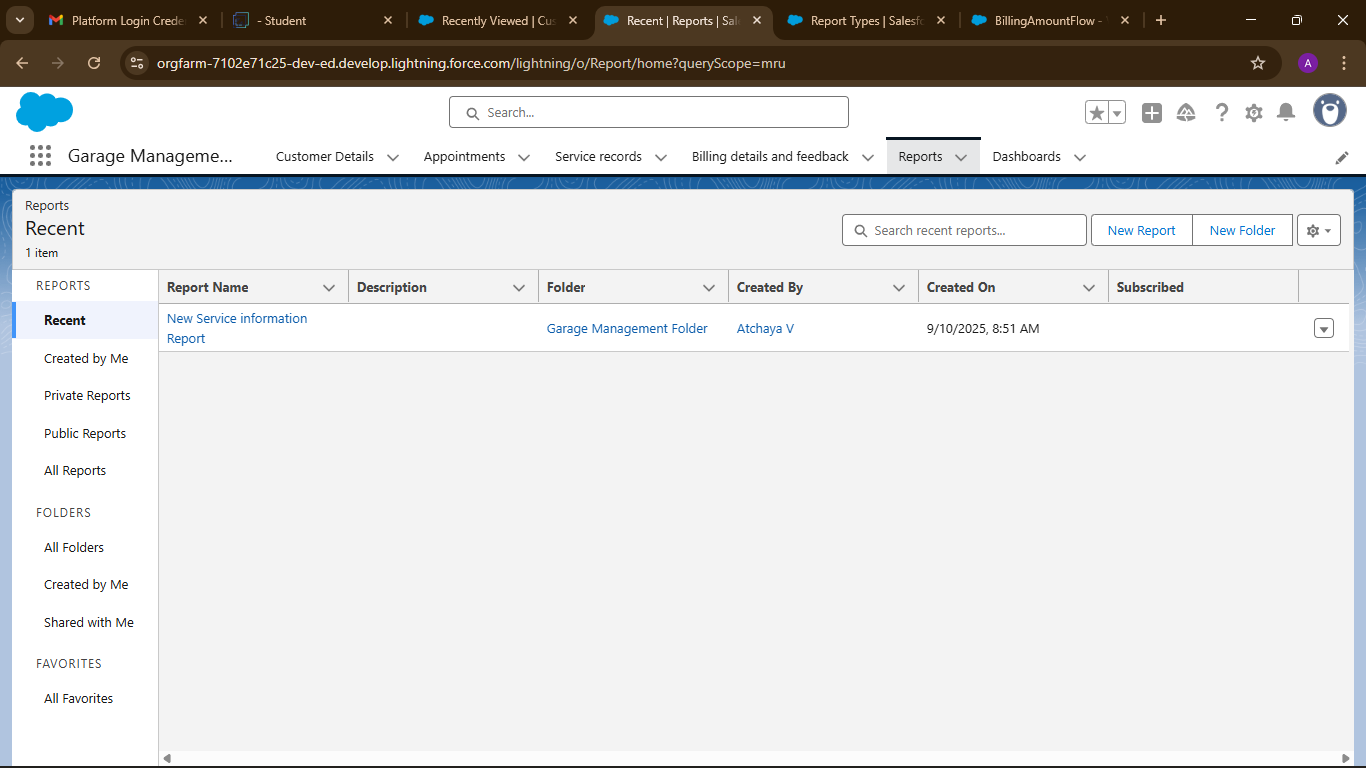 Platform Login Crede
- Student
Recently Viewed | Cus
Recent | Reports | Sale
Report Types | Salesfo
BillingAmountFlow -
orgfarm-7102e71c25-dev-ed.develop.lightning.force.com/lightning/o/Report/home?queryScope=mru
A
Search...
Garage Manageme...
Customer Details
Appointments
Service records
Billing details and feedback
Reports
Dashboards
Reports
Recent
1 item
Search recent reports...
New Report
New Folder
REPORTS
Recent
Created by Me
Private Reports
Public Reports
All Reports
FOLDERS
All Folders
Created by Me
Shared with Me
FAVORITES
All Favorites
Report Name
Description
Folder
Created By
Created On
Subscribed
New Service information
Report
Garage Management Folder
Atchaya V
9/10/2025, 8:51 AM